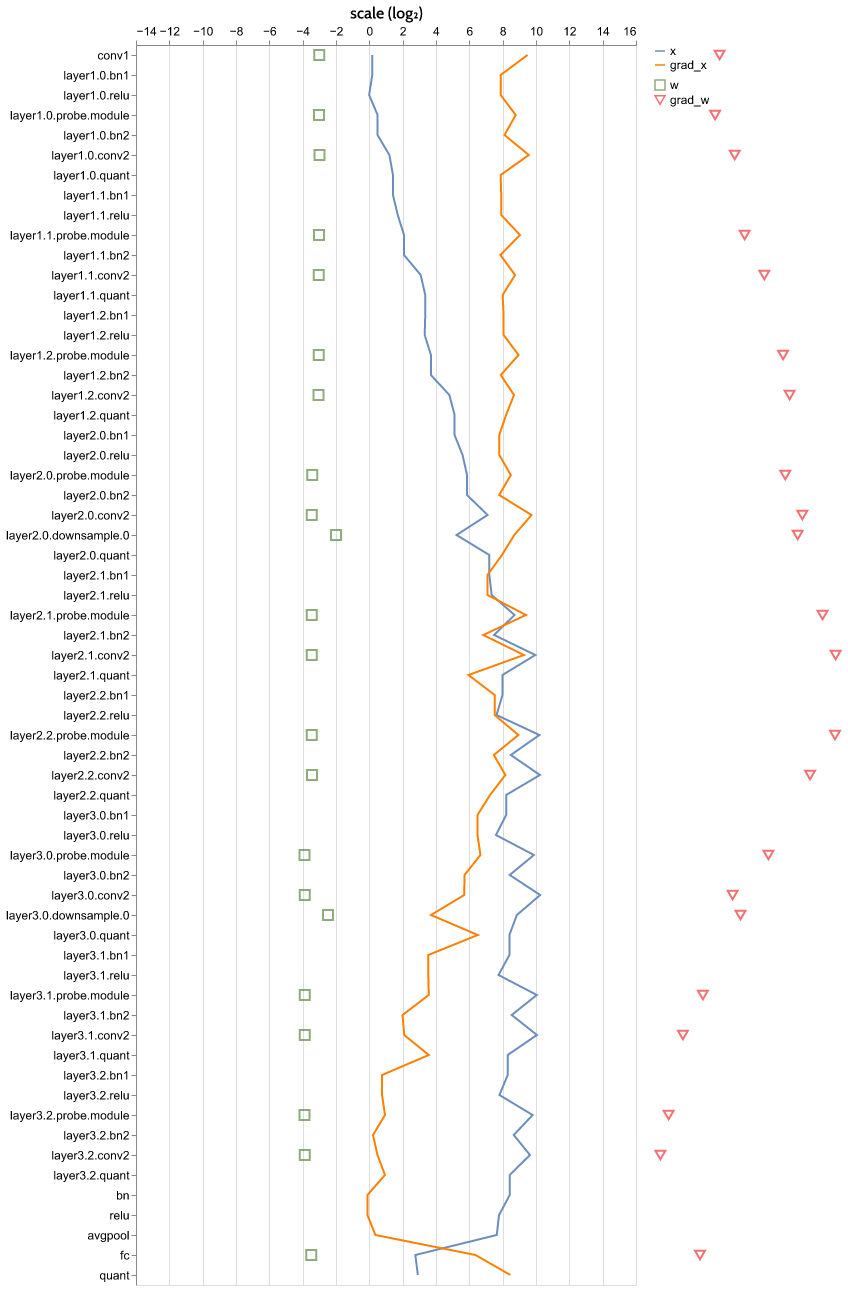 scale (log₂)
−14 −12 −10 −8 −6 −4 −2 0 2 4 6 8 10 12 14 16
x
grad_x
w
grad_w
conv1
layer1.0.bn1
layer1.0.relu
layer1.0.probe.module
layer1.0.bn2
layer1.0.conv2
layer1.0.quant
layer1.1.bn1
layer1.1.relu
layer1.1.probe.module
layer1.1.bn2
layer1.1.conv2
layer1.1.quant
layer1.2.bn1
layer1.2.relu
layer1.2.probe.module
layer1.2.bn2
layer1.2.conv2
layer1.2.quant
layer2.0.bn1
layer2.0.relu
layer2.0.probe.module
layer2.0.bn2
layer2.0.conv2
layer2.0.downsample.0
layer2.0.quant
layer2.1.bn1
layer2.1.relu
layer2.1.probe.module
layer2.1.bn2
layer2.1.conv2
layer2.1.quant
layer2.2.bn1
layer2.2.relu
layer2.2.probe.module
layer2.2.bn2
layer2.2.conv2
layer2.2.quant
layer3.0.bn1
layer3.0.relu
layer3.0.probe.module
layer3.0.bn2
layer3.0.conv2
layer3.0.downsample.0
layer3.0.quant
layer3.1.bn1
layer3.1.relu
layer3.1.probe.module
layer3.1.bn2
layer3.1.conv2
layer3.1.quant
layer3.2.bn1
layer3.2.relu
layer3.2.probe.module
layer3.2.bn2
layer3.2.conv2
layer3.2.quant
bn
relu
avgpool
fc
quant